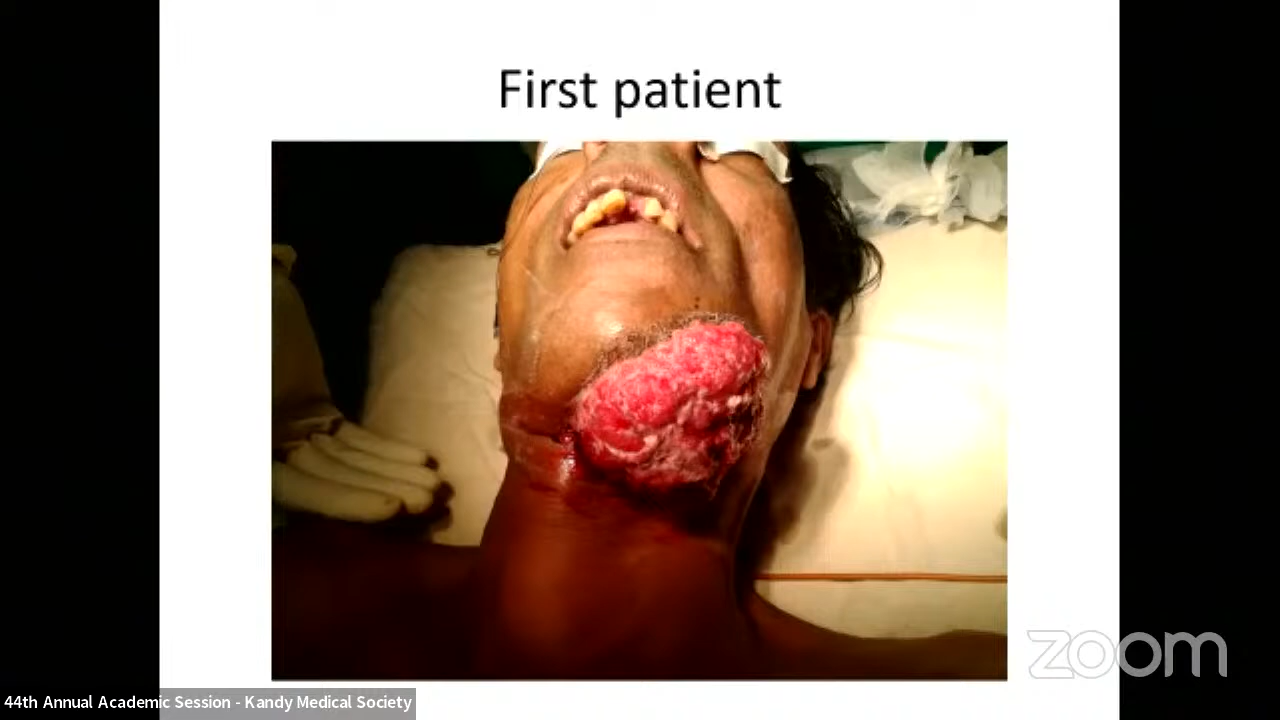 First patient
zoom
44th Annual Academic Session - Kandy Medical Society